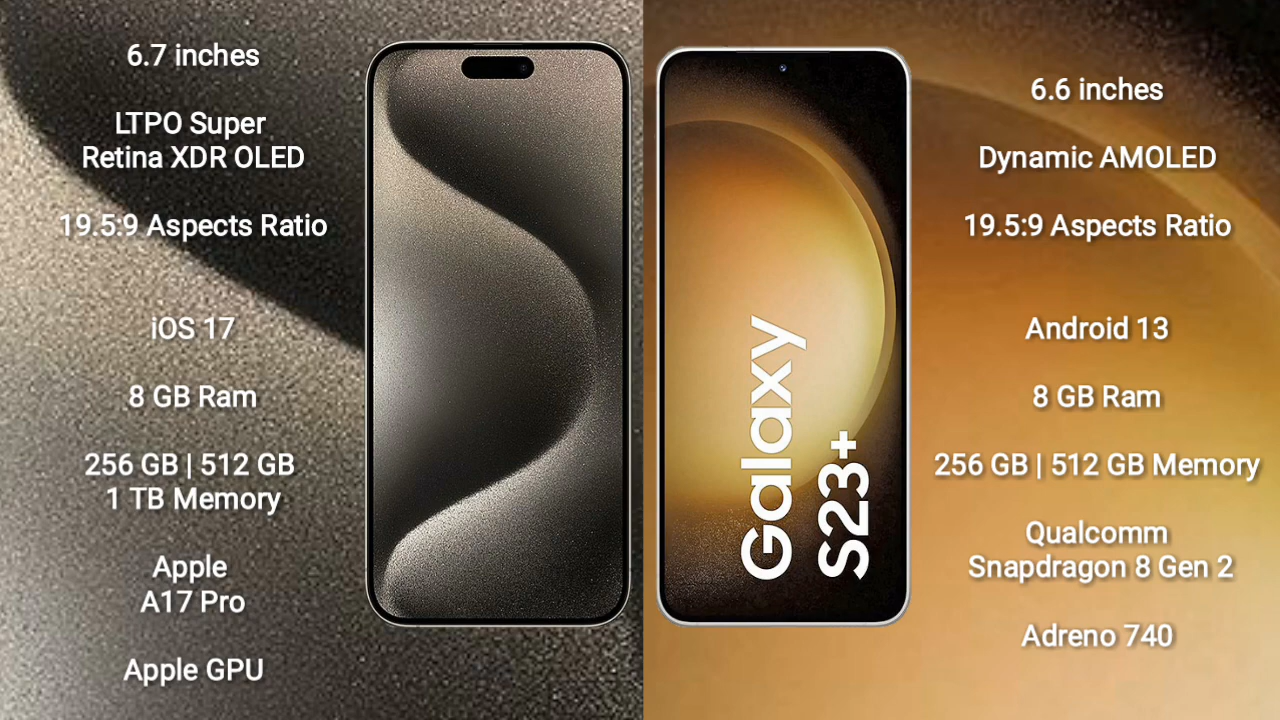 6.7 inches
LTPO Super
Retina XDR OLED
19.5:9 Aspects Ratio
iOS 17
8 GB Ram
256 GB | 512 GB
1 TB Memory
Apple
A17 Pro
Apple GPU
Galaxy
S23+
6.6 inches
Dynamic AMOLED
19.5:9 Aspects Ratio
Android 13
8 GB Ram
256 GB | 512 GB Memory
Qualcomm
Snapdragon 8 Gen 2
Adreno 740